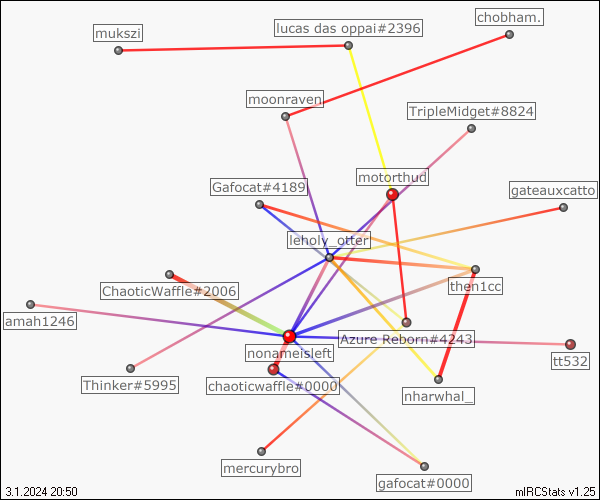 chobham.
lucas das oppai#2396
mukszi
moonraven
TripleMidget#8824
motorthud
Gafocat#4189
gateauxcatto
leholy_otter
then1cc
ChaoticWaffle#2006
amah1246
Azure Reborn#4243
nonameisleft
tt532
Thinker#5995
chaoticwaffle#0000
nharwhal_
mercurybro
gafocat#0000
3.1.2024 20:50
mIRCStats v1.25